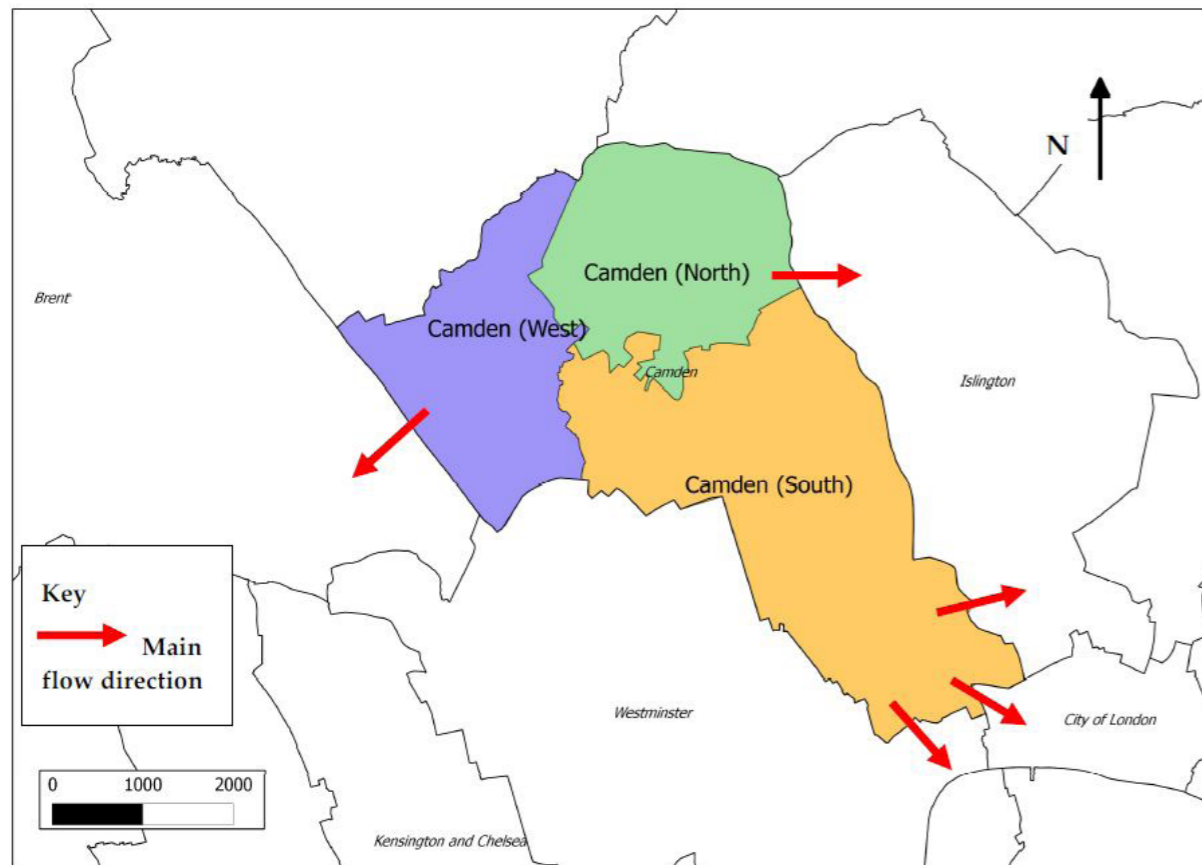 N
Camden (North)
Brent
Camden (West)
Camden
Islington
Camden (South)
Key
Main
flow direction
Westminster
City of London
0 1000 2000
Kensington and Chelsea